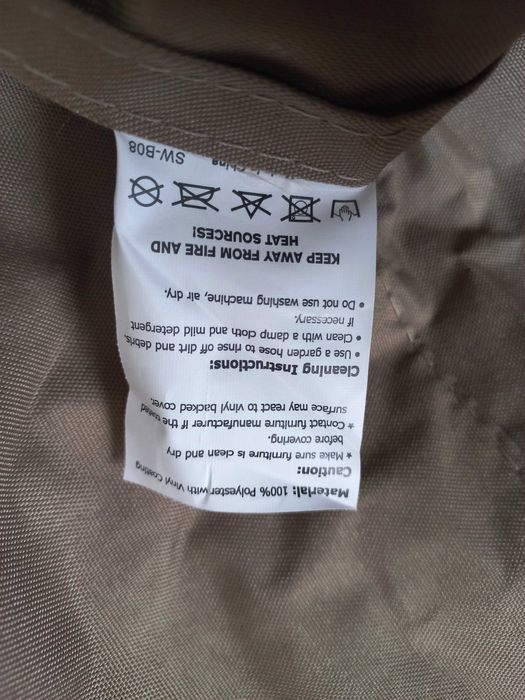 Material: 100% Polyester with Vinyl Coating
Caution:
★ Make sure furniture is clean and dry
before covering.
★ Contact furniture manufacturer if the coated
surface may react to vinyl backed cover.
Cleaning Instructions:
• Use a garden hose to rinse off dirt and debris.
• Clean with a damp cloth and mild detergent
If necessary.
• Do not use washing machine, air dry.
KEEP AWAY FROM FIRE AND
HEAT SOURCES!
China
SW-B08